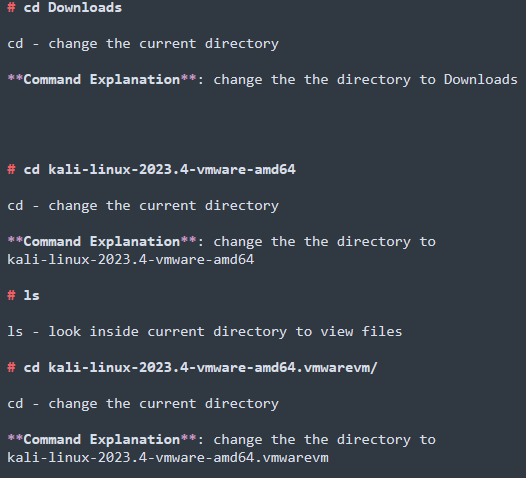 # cd Downloads
cd - change the current directory
**Command Explanation**: change the the directory to Downloads
# cd kali-linux-2023.4-vmware-amd64
cd - change the current directory
**Command Explanation**: change the the directory to
kali-linux-2023.4-vmware-amd64
# ls
ls - look inside current directory to view files
# cd kali-linux-2023.4-vmware-amd64.vmwarevm/
cd - change the current directory
**Command Explanation**: change the the directory to
kali-linux-2023.4-vmware-amd64.vmwarevm